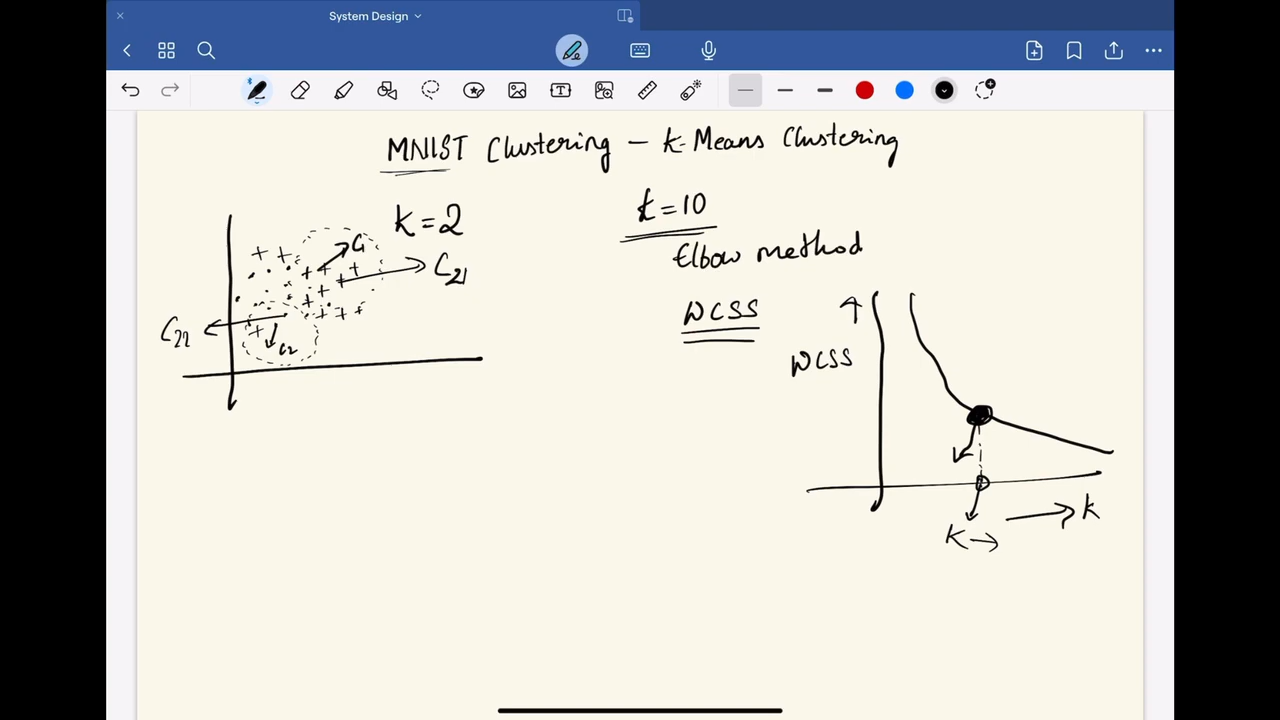 System Design
MNIST Clustering – k-Means Clustering
k=2
k=10
Elbow method
C1
C21
WCSS
C22
C2
WCSS
k
K→